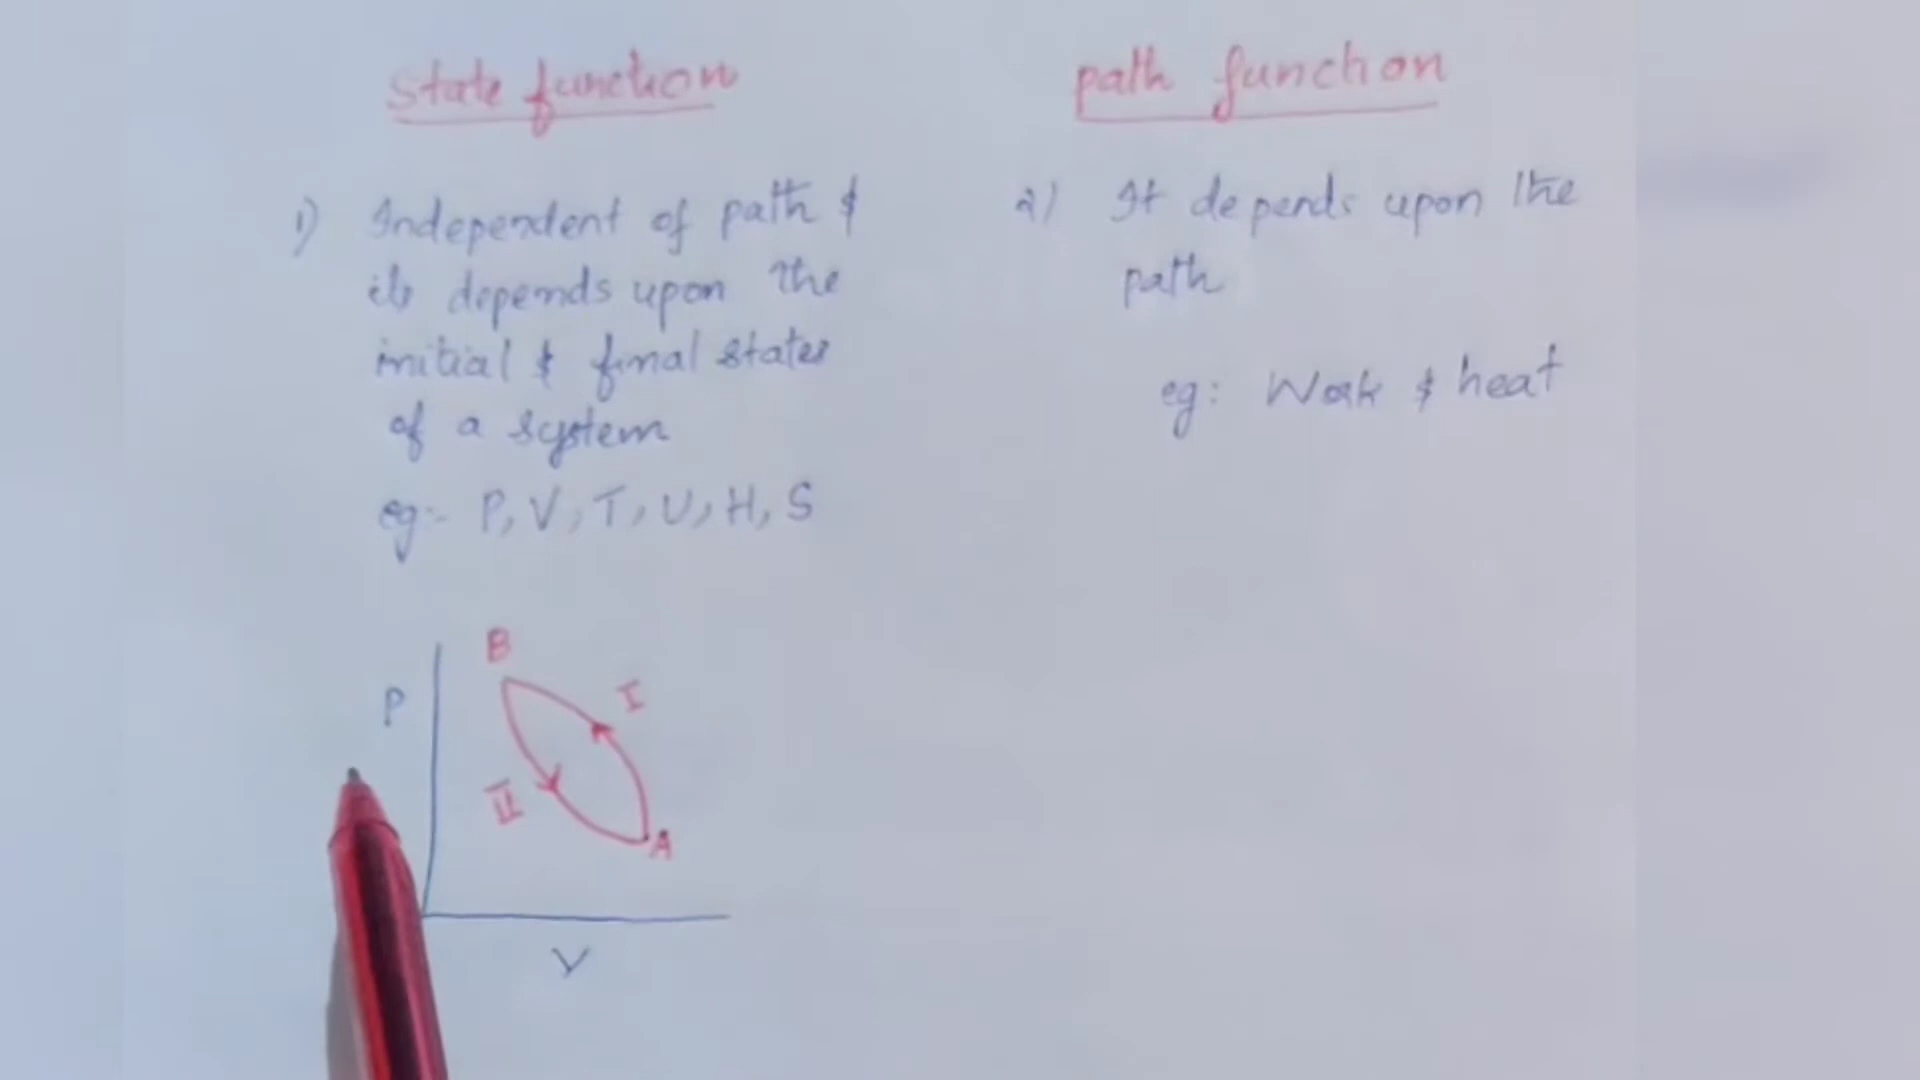 State function
1) Independent of path &
its depends upon the
initial & final states
of a system
eg:- P, V, T, U, H, S
B
P
I
II
A
V
path function
2) It depends upon the
path
eg: Work & heat